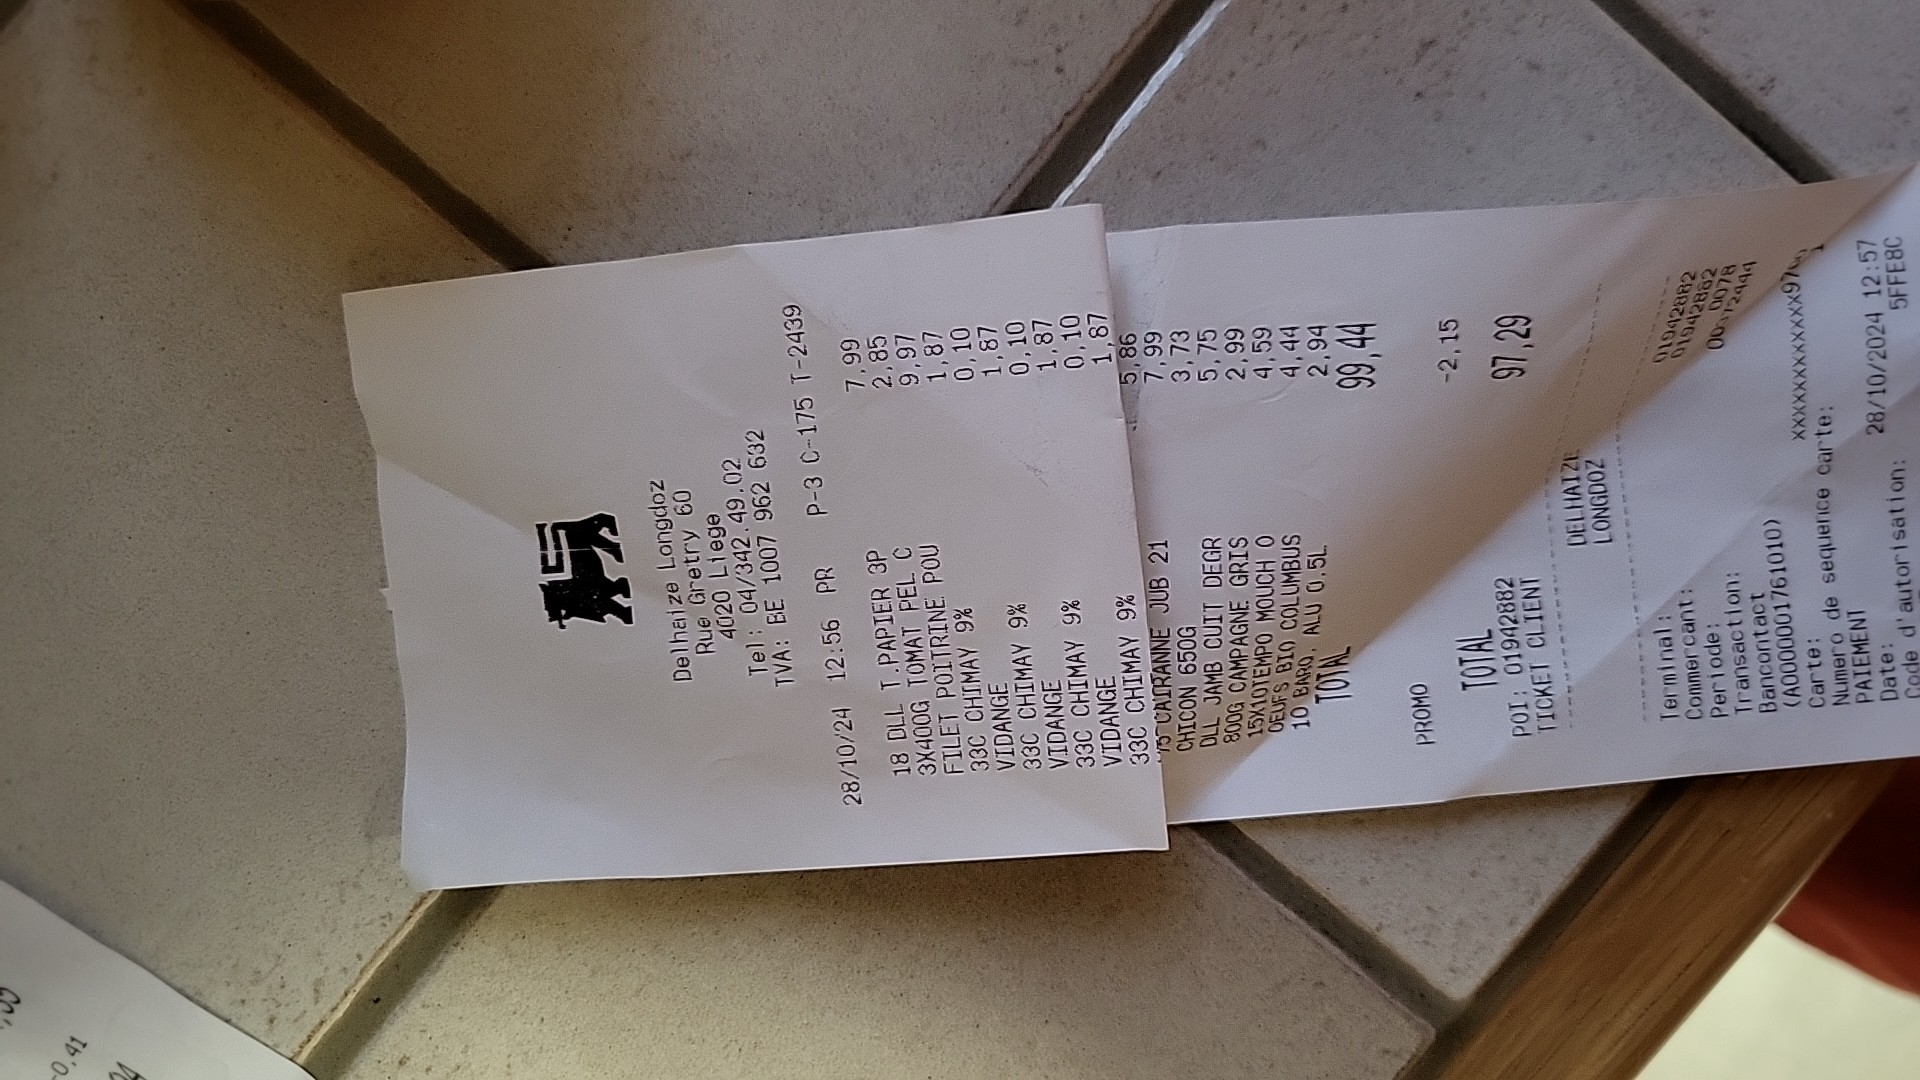 Delhaize Longdoz
Rue Gretry 60
4020 Liege
Tel: 04/342.49.02
TVA: BE 1007 962 632
28/10/24 12:56 PR P-3 C-175 T-2439
18 DLL T.PAPIER 3P 7,99
3X400G TOMAT PEL C 2,85
FILET POITRINE POU 9,97
33C CHIMAY 9% 1,87
VIDANGE 0,10
33C CHIMAY 9% 1,87
VIDANGE 0,10
33C CHIMAY 9% 1,87
VIDANGE 0,10
33C CHIMAY 9% 1,87
75 CAIRANNE JUB 21 5,86
CHICON 650G 7,99
DLL JAMB CUIT DEGR 3,73
800G CAMPAGNE GRIS 5,75
15X10TEMPO MOUCH O 2,99
OEUFS BIO COLUMBUS 4,59
10 BARQ. ALU 0.5L 4,44
2,94
TOTAL 99,44
PROMO -2,15
TOTAL 97,29
POI: 01942882
TICKET CLIENT
DELHAIZE
LONGDOZ
Terminal: 01942882
Commercant: 01942882
Periode: 0078
Transaction:
Bancontact
(A0000001761010)
Carte:
Numero de sequence carte:
PAIEMENT
Date: 28/10/2024 12:57
Code d'autorisation: 5FFE8C
-0,41